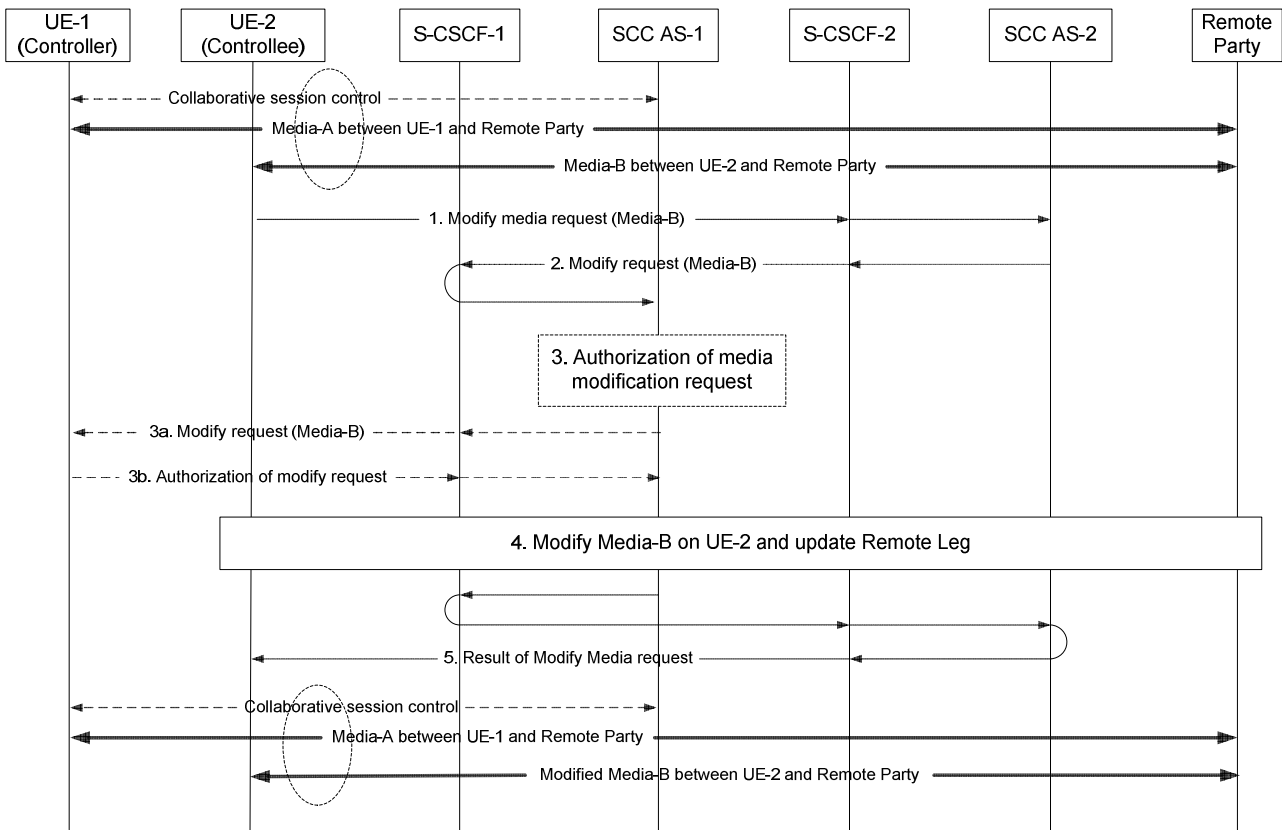 UE-1
(Controller)
UE-2
(Controllee)
S-CSCF-1
SCC AS-1
S-CSCF-2
SCC AS-2
Remote
Party
Collaborative session control
Media-A between UE-1 and Remote Party
Media-B between UE-2 and Remote Party
1. Modify media request (Media-B)
2. Modify request (Media-B)
3. Authorization of media
modification request
3a. Modify request (Media-B)
3b. Authorization of modify request
4. Modify Media-B on UE-2 and update Remote Leg
5. Result of Modify Media request
Collaborative session control
Media-A between UE-1 and Remote Party
Modified Media-B between UE-2 and Remote Party